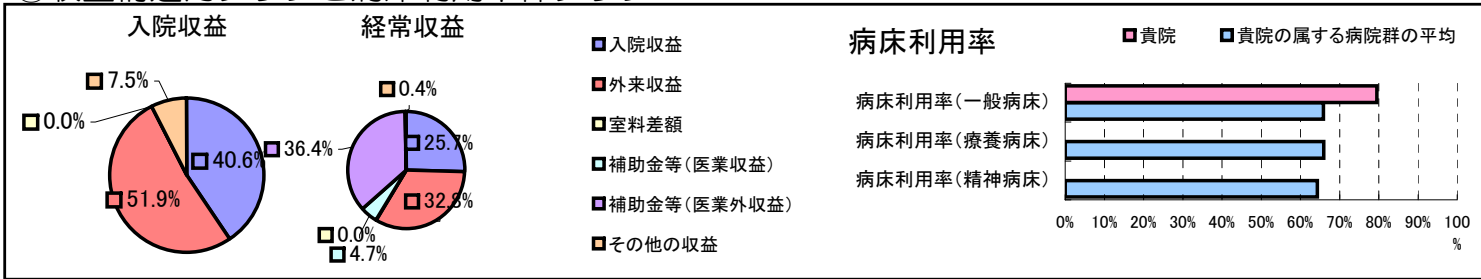 入院収益
経常収益
7.5%
0.0%
40.6%
51.9%
0.4%
36.4%
25.7%
32.8%
0.0%
4.7%
入院収益
外来収益
室料差額
補助金等(医業収益)
補助金等(医業外収益)
その他の収益
病床利用率
貴院
貴院の属する病院群の平均
病床利用率(一般病床)
病床利用率(療養病床)
病床利用率(精神病床)
0% 10% 20% 30% 40% 50% 60% 70% 80% 90% 100
%